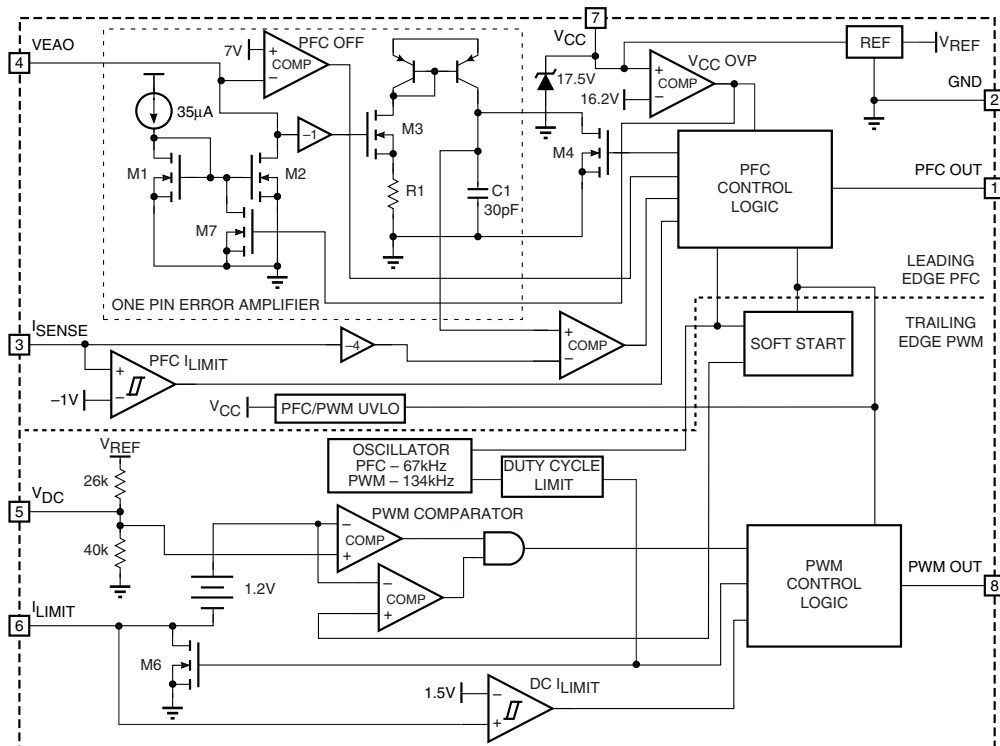 7
VEAO
4
7V
+
COMP
–
PFC OFF
VCC
17.5V
16.2V
+
COMP
–
VCC OVP
REF
VREF
GND
2
35µA
–1
M3
M4
M1
M2
M7
R1
C1
30pF
PFC
CONTROL
LOGIC
PFC OUT
1
ONE PIN ERROR AMPLIFIER
LEADING
EDGE PFC
TRAILING
EDGE PWM
ISENSE
3
–4
+
COMP
–
SOFT START
PFC ILIMIT
+
–
–1V
VCC
PFC/PWM UVLO
VREF
26k
VDC
5
40k
OSCILLATOR
PFC – 67kHz
PWM – 134kHz
DUTY CYCLE
LIMIT
PWM COMPARATOR
–
COMP
+
–
COMP
+
1.2V
PWM
CONTROL
LOGIC
PWM OUT
8
ILIMIT
6
M6
1.5V
–
+
DC ILIMIT